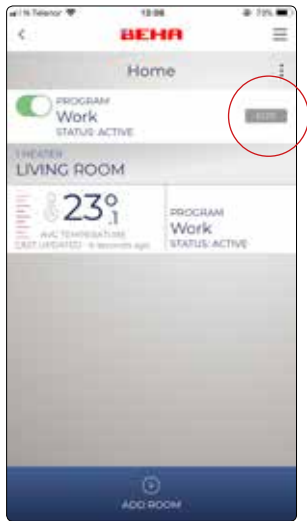 Telenor 13:06
BEHA
Home
PROGRAM
Work
STATUS: ACTIVE
EDIT
1 HEATER
LIVING ROOM
23°.1
AVG TEMPERATURE
LAST UPDATED: 6 seconds ago
PROGRAM
Work
STATUS: ACTIVE
ADD ROOM